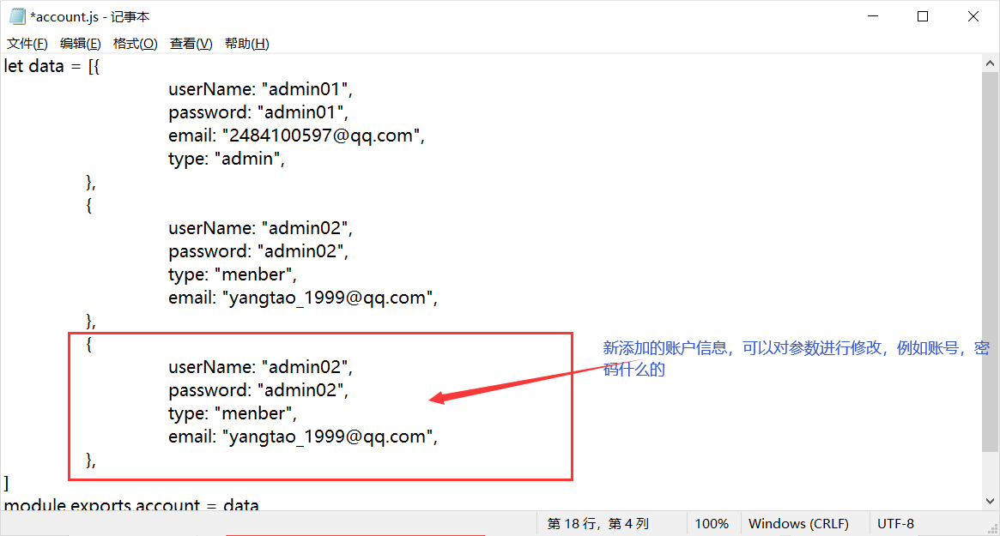 *account.js - 记事本
文件(F) 编辑(E) 格式(O) 查看(V) 帮助(H)
let data = [{
userName: "admin01",
password: "admin01",
email: "2484100597@qq.com",
type: "admin",
},
{
userName: "admin02",
password: "admin02",
type: "menber",
email: "yangtao_1999@qq.com",
},
{
userName: "admin02",
password: "admin02",
type: "menber",
email: "yangtao_1999@qq.com",
},
新添加的账户信息，可以对参数进行修改，例如账号，密
码什么的
]
module.exports.account = data
第 18 行，第 4 列 100% Windows (CRLF) UTF-8